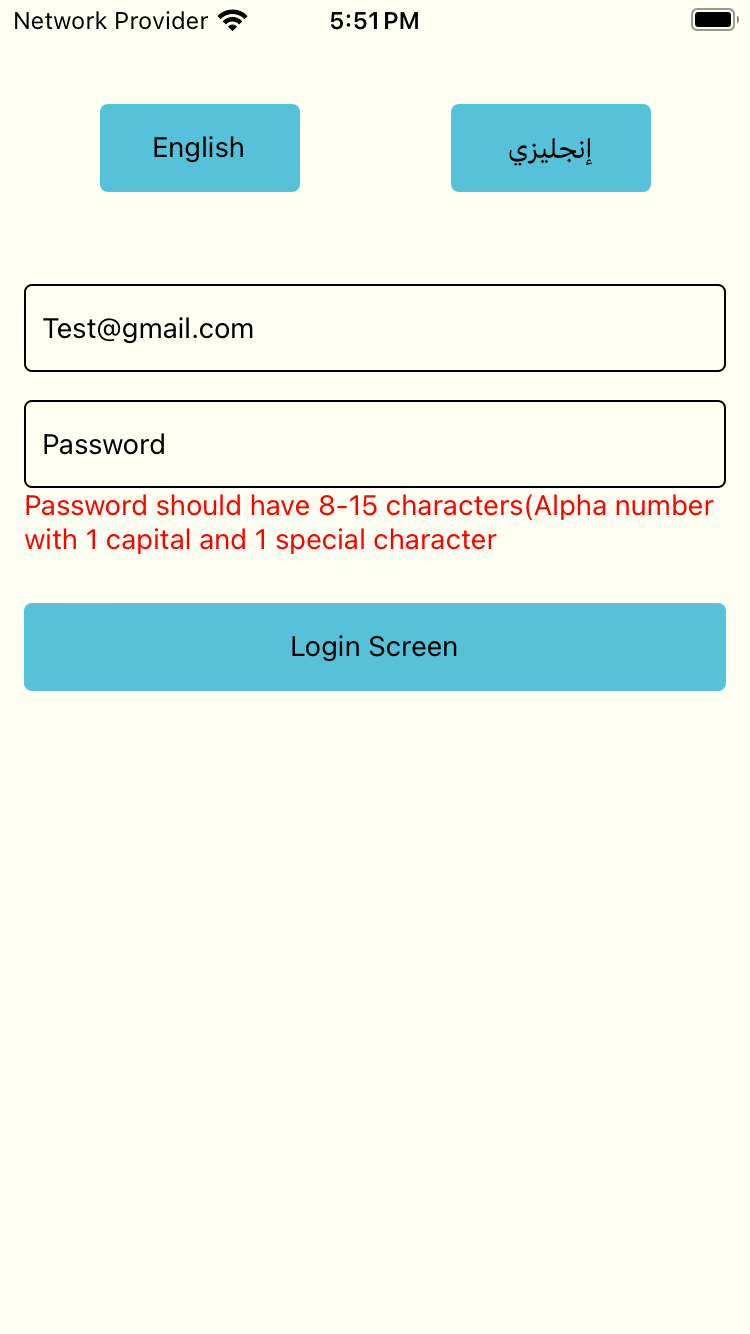 Network Provider 5:51 PM
English إنجليزي
Test@gmail.com
Password
Password should have 8-15 characters(Alpha number
with 1 capital and 1 special character
Login Screen